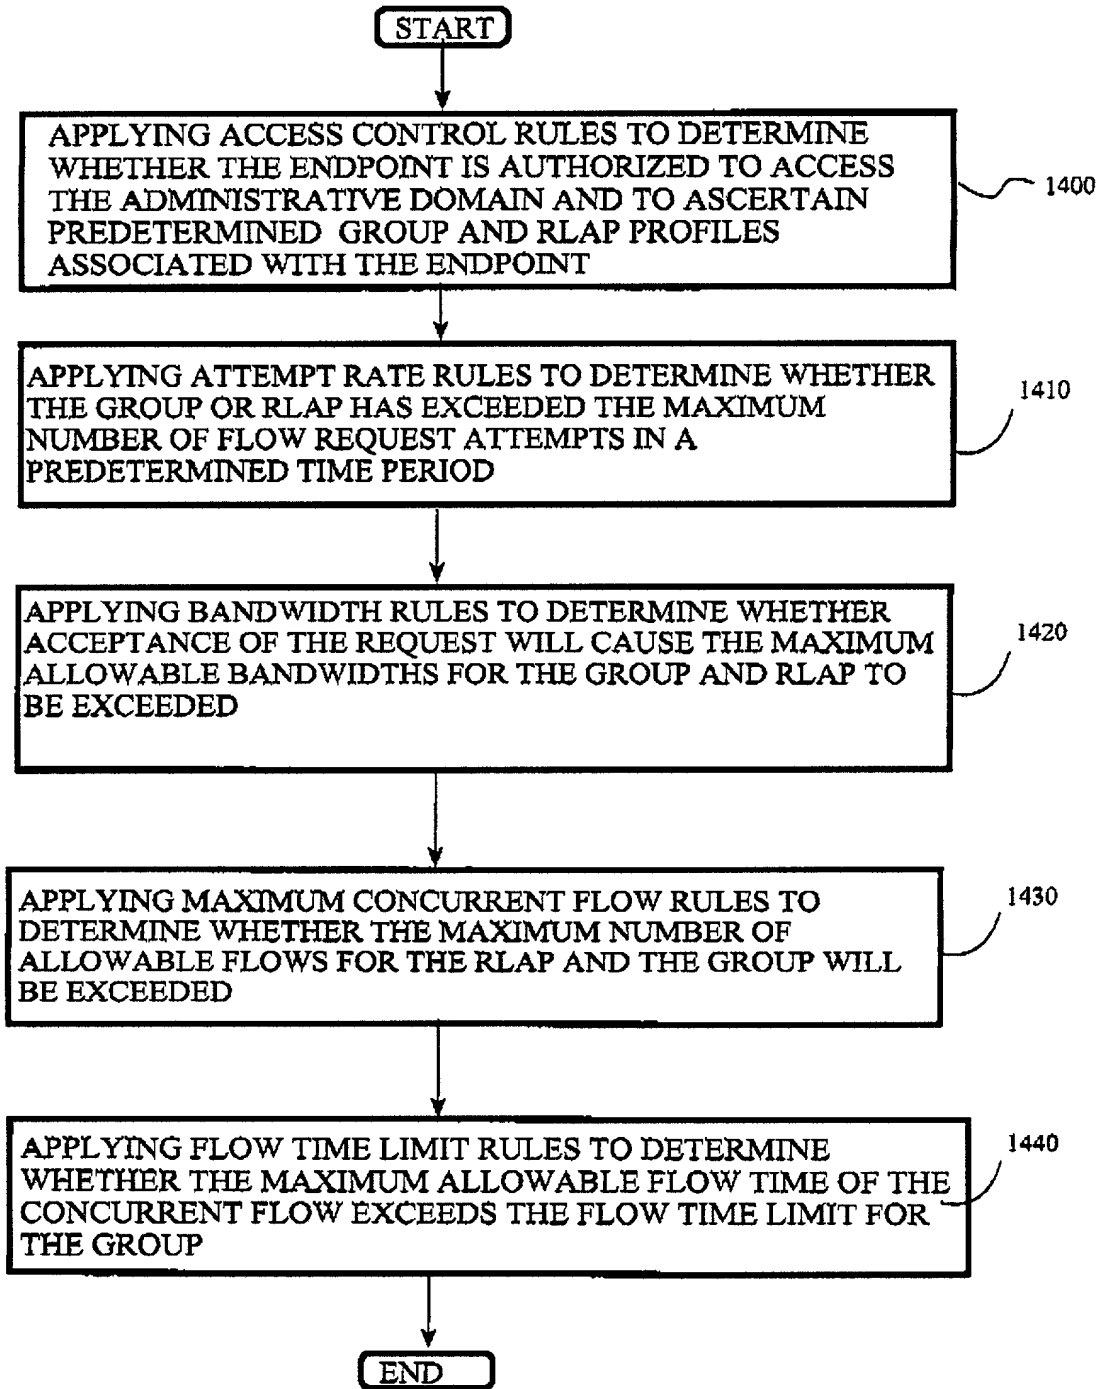 START
APPLYING ACCESS CONTROL RULES TO DETERMINE
WHETHER THE ENDPOINT IS AUTHORIZED TO ACCESS
THE ADMINISTRATIVE DOMAIN AND TO ASCERTAIN
PREDETERMINED GROUP AND RLAP PROFILES
ASSOCIATED WITH THE ENDPOINT
1400
APPLYING ATTEMPT RATE RULES TO DETERMINE WHETHER
THE GROUP OR RLAP HAS EXCEEDED THE MAXIMUM
NUMBER OF FLOW REQUEST ATTEMPTS IN A
PREDETERMINED TIME PERIOD
1410
APPLYING BANDWIDTH RULES TO DETERMINE WHETHER
ACCEPTANCE OF THE REQUEST WILL CAUSE THE MAXIMUM
ALLOWABLE BANDWIDTHS FOR THE GROUP AND RLAP TO
BE EXCEEDED
1420
APPLYING MAXIMUM CONCURRENT FLOW RULES TO
DETERMINE WHETHER THE MAXIMUM NUMBER OF
ALLOWABLE FLOWS FOR THE RLAP AND THE GROUP WILL
BE EXCEEDED
1430
APPLYING FLOW TIME LIMIT RULES TO DETERMINE
WHETHER THE MAXIMUM ALLOWABLE FLOW TIME OF THE
CONCURRENT FLOW EXCEEDS THE FLOW TIME LIMIT FOR
THE GROUP
1440
END